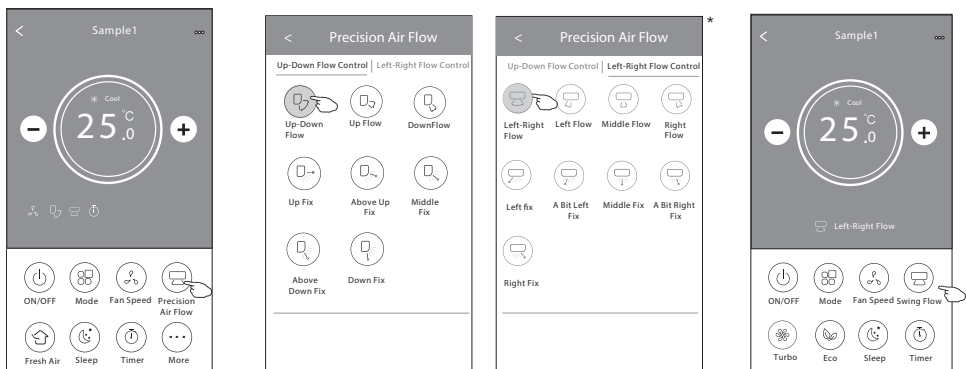 < Sample1
Cool
25.0 °C
ON/OFF Mode Fan Speed Precision Air Flow
Fresh Air Sleep Timer More
< Precision Air Flow
Up-Down Flow Control | Left-Right Flow Control
Up-Down Flow Up Flow DownFlow
Up Fix Above Up Fix Middle Fix
Above Down Fix Down Fix
< Precision Air Flow *
Up-Down Flow Control | Left-Right Flow Control
Left-Right Flow Left Flow Middle Flow Right Flow
Left fix A Bit Left Fix Middle Fix A Bit Right Fix
Right Fix
< Sample1
Cool
25.0 °C
Left-Right Flow
ON/OFF Mode Fan Speed Swing Flow
Turbo Eco Sleep Timer